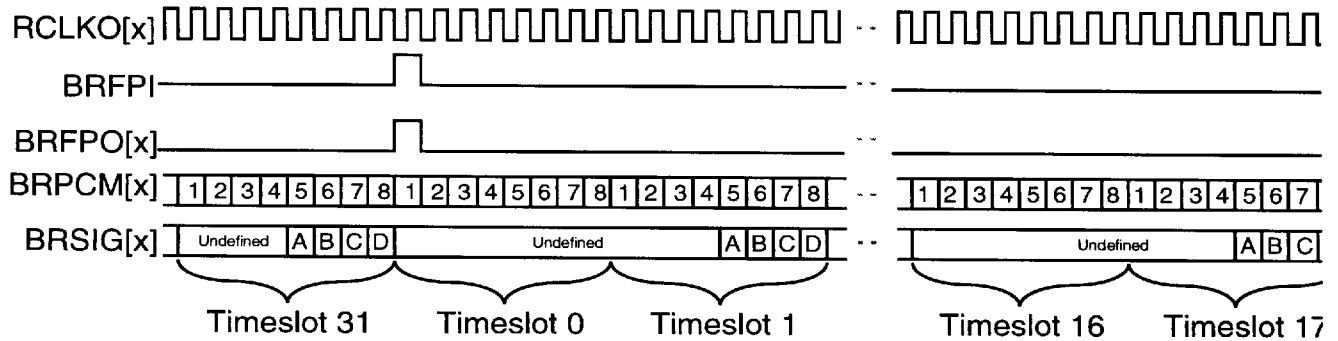 RCLKO[x] - -
BRFPI - -
BRFPO[x] - -
BRPCM[x] 1 2 3 4 5 6 7 8 1 2 3 4 5 6 7 8 1 2 3 4 5 6 7 8 - - 1 2 3 4 5 6 7 8 1 2 3 4 5 6 7
BRSIG[x] Undefined A B C D Undefined A B C D - - Undefined A B C
Timeslot 31 Timeslot 0 Timeslot 1 Timeslot 16 Timeslot 17